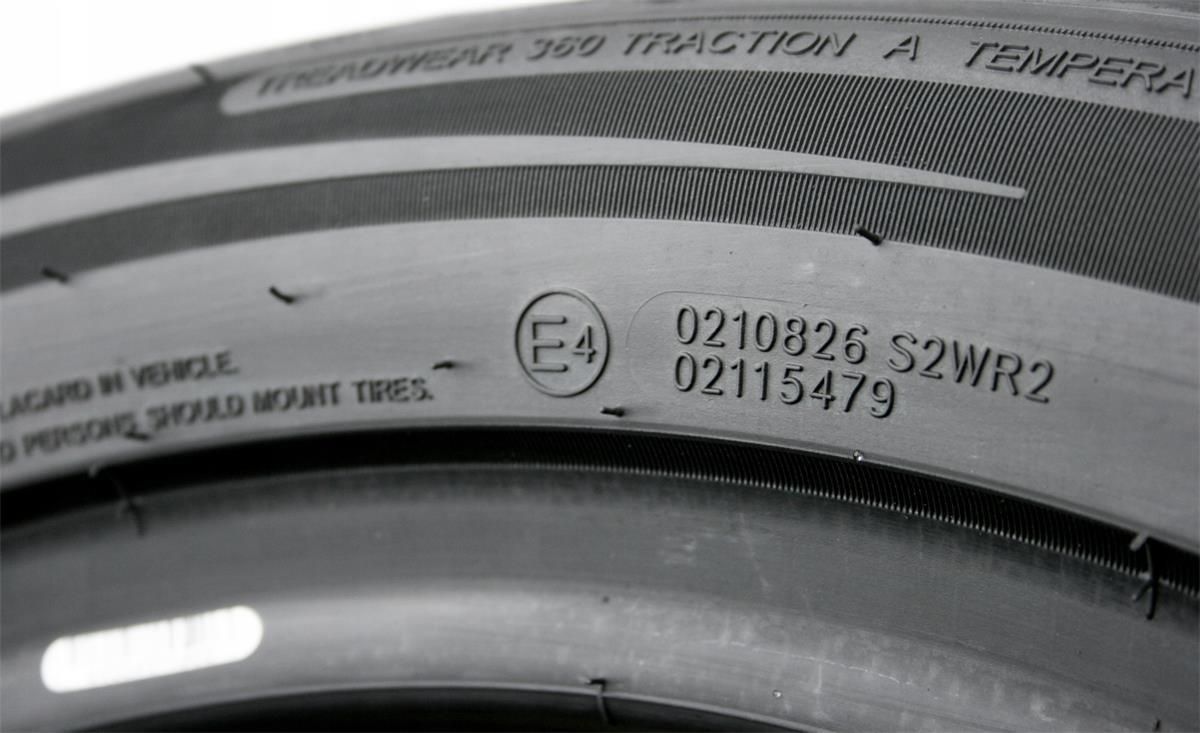 TREADWEAR 360 TRACTION A TEMPERA
E4
0210826 S2WR2
02115479
LACARD IN VEHICLE.
D PERSONS SHOULD MOUNT TIRES.